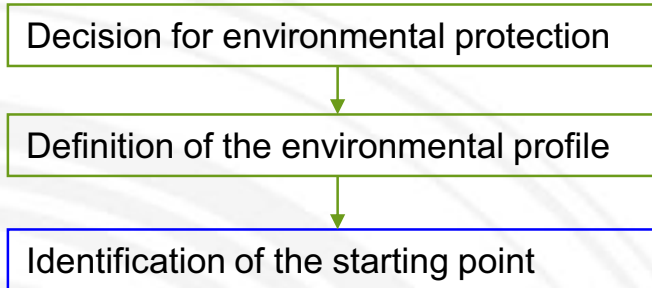 Decision for environmental protection
Definition of the environmental profile
Identification of the starting point